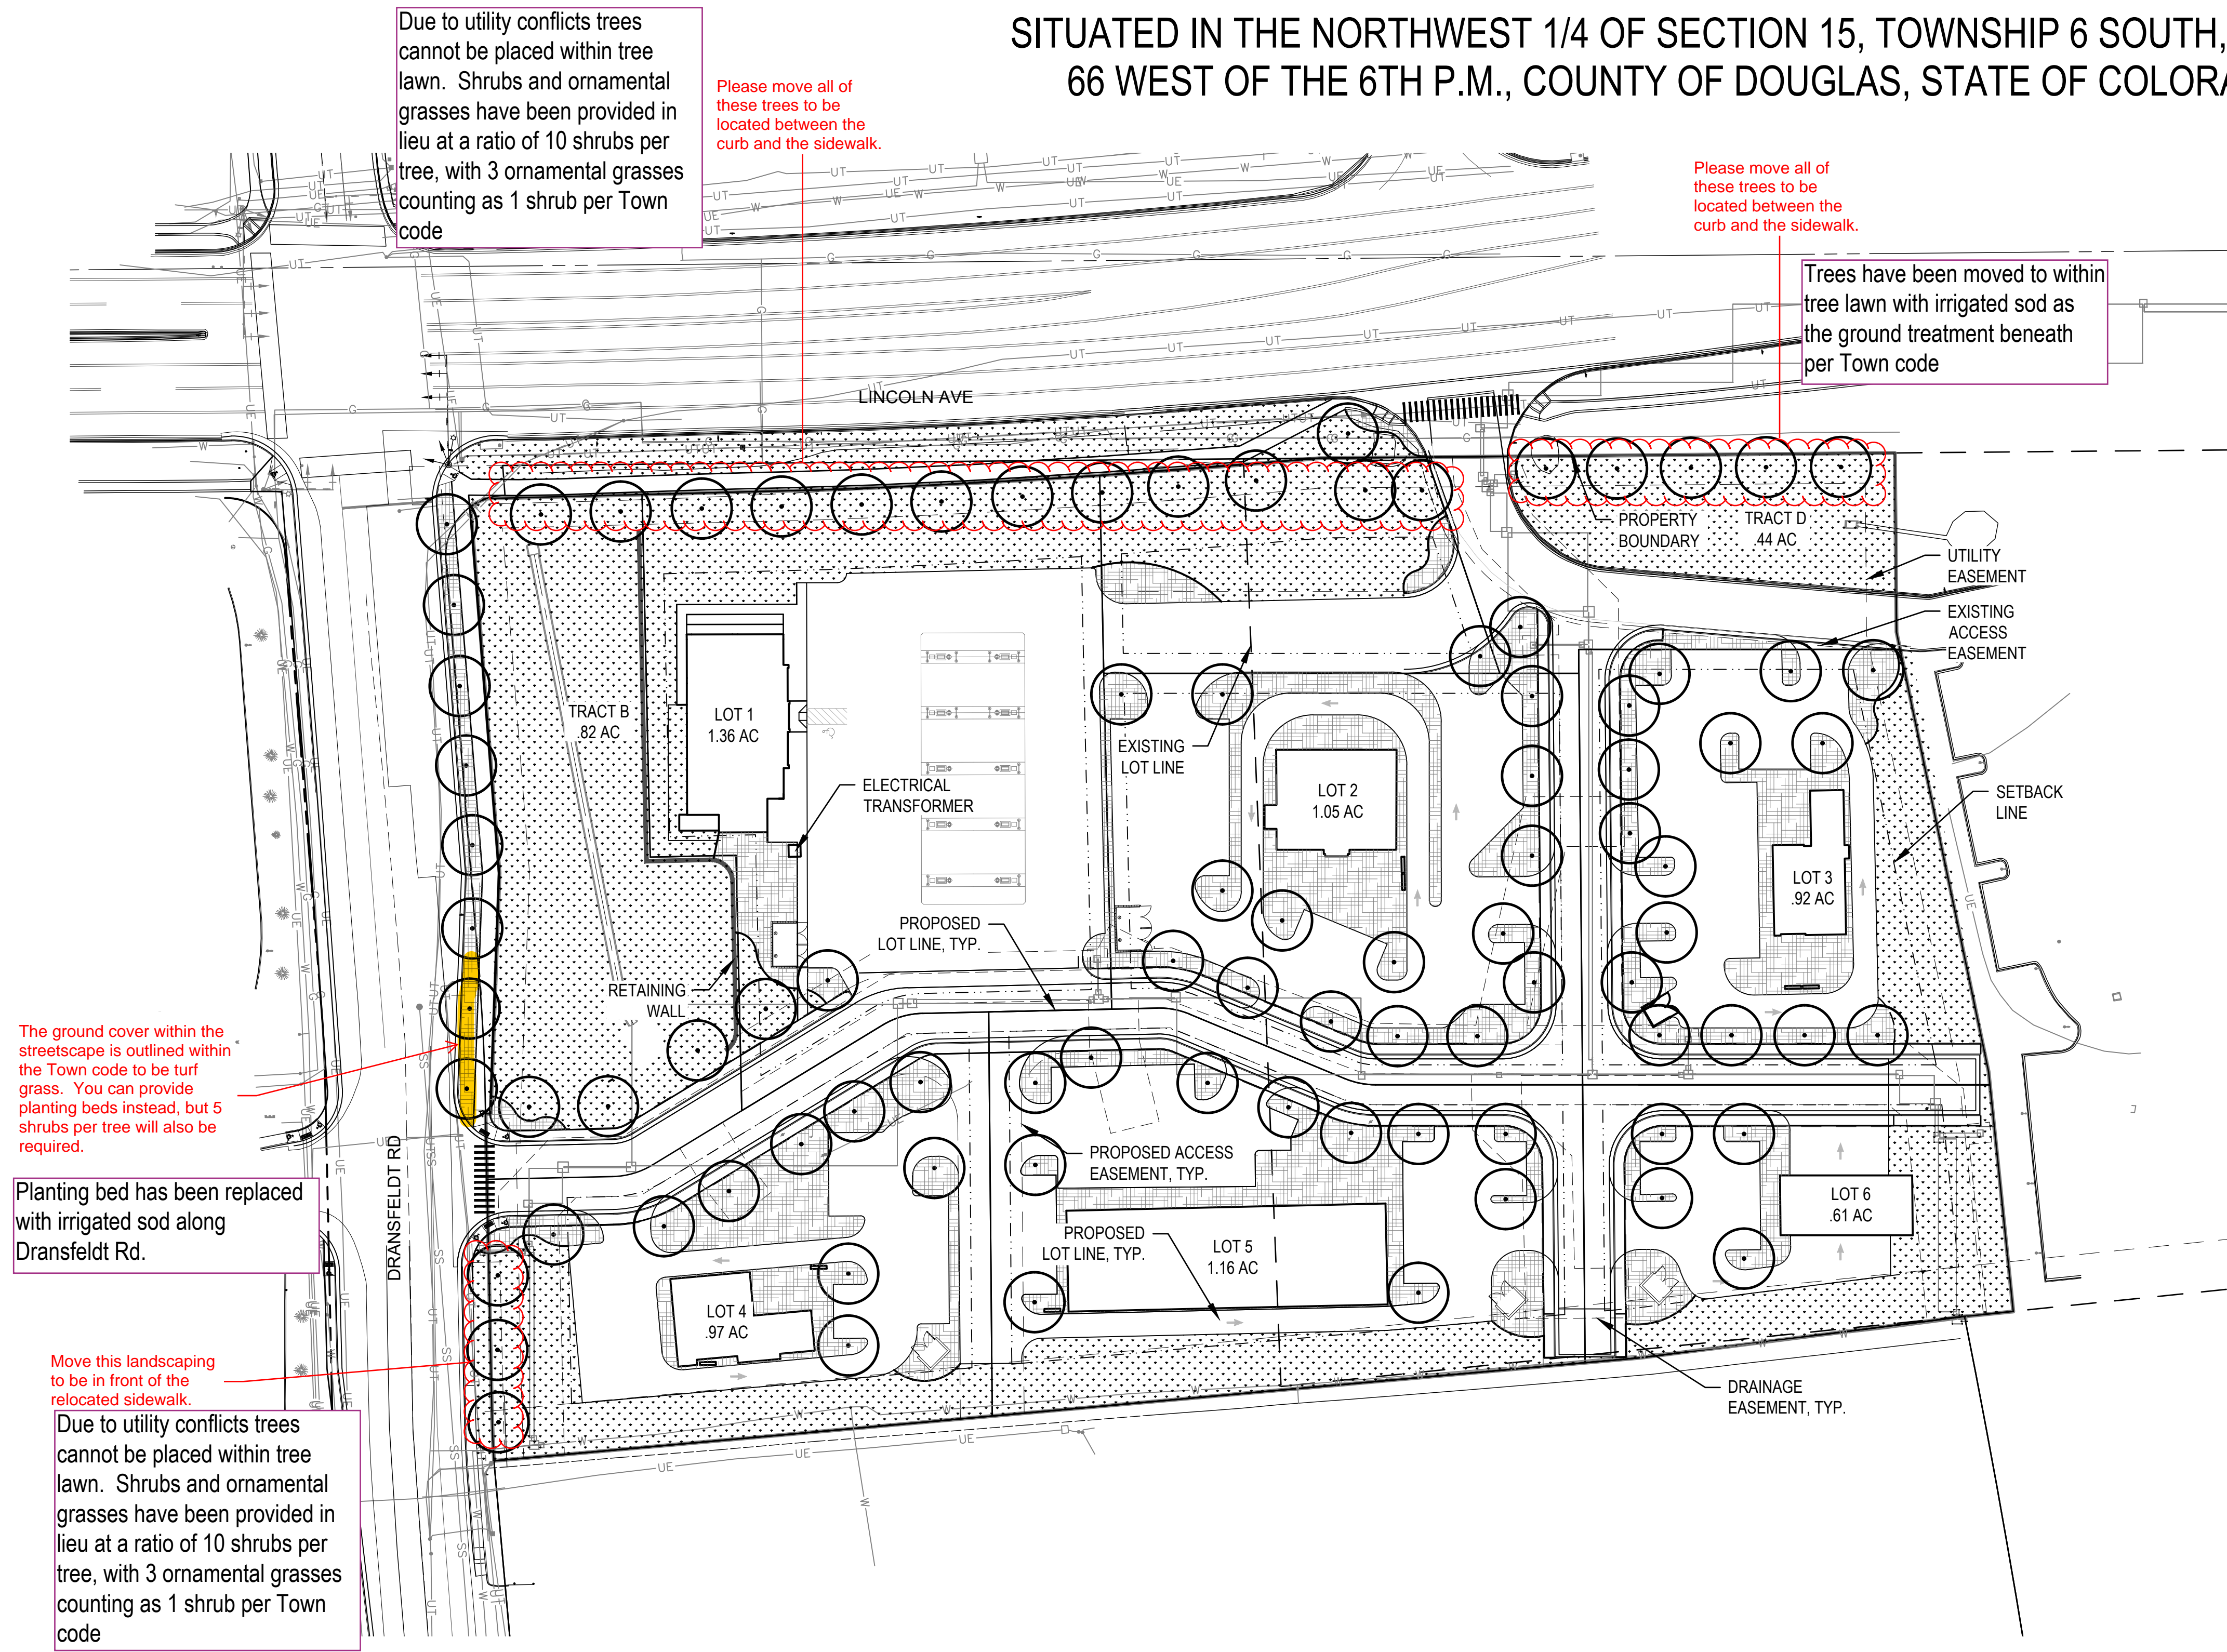 SITUATED IN THE NORTHWEST 1/4 OF SECTION 15, TOWNSHIP 6 SOUTH,
66 WEST OF THE 6TH P.M., COUNTY OF DOUGLAS, STATE OF
Due to utility conflicts trees
cannot be placed within tree
lawn.  Shrubs and ornamental
grasses have been provided in
lieu at a ratio of 10 shrubs per
tree, with 3 ornamental grasses
counting as 1 shrub per Town
code
Please move all of
these trees to be
located between the
curb and the sidewalk.
Please move all of
these trees to be
located between the
curb and the sidewalk.
Trees have been moved to within
tree lawn with irrigated sod as
the ground treatment beneath
per Town code
LINCOLN AVE
PROPERTY
BOUNDARY
TRACT D
.44 AC
UTILITY
EASEMENT
EXISTING
ACCESS
EASEMENT
TRACT B
.82 AC
LOT 1
1.36 AC
EXISTING
LOT LINE
ELECTRICAL
TRANSFORMER
LOT 2
1.05 AC
SETBACK
LINE
LOT 3
.92 AC
PROPOSED
LOT LINE, TYP.
RETAINING
WALL
The ground cover within the
streetscape is outlined within
the Town code to be turf
grass.  You can provide
planting beds instead, but 5
shrubs per tree will also be
required.
Planting bed has been replaced
with irrigated sod along
Dransfeldt Rd.
DRANSFELDT RD
PROPOSED ACCESS
EASEMENT, TYP.
PROPOSED
LOT LINE, TYP.
LOT 5
1.16 AC
LOT 6
.61 AC
LOT 4
.97 AC
DRAINAGE
EASEMENT, TYP.
Move this landscaping
to be in front of the
relocated sidewalk.
Due to utility conflicts trees
cannot be placed within tree
lawn.  Shrubs and ornamental
grasses have been provided in
lieu at a ratio of 10 shrubs per
tree, with 3 ornamental grasses
counting as 1 shrub per Town
code